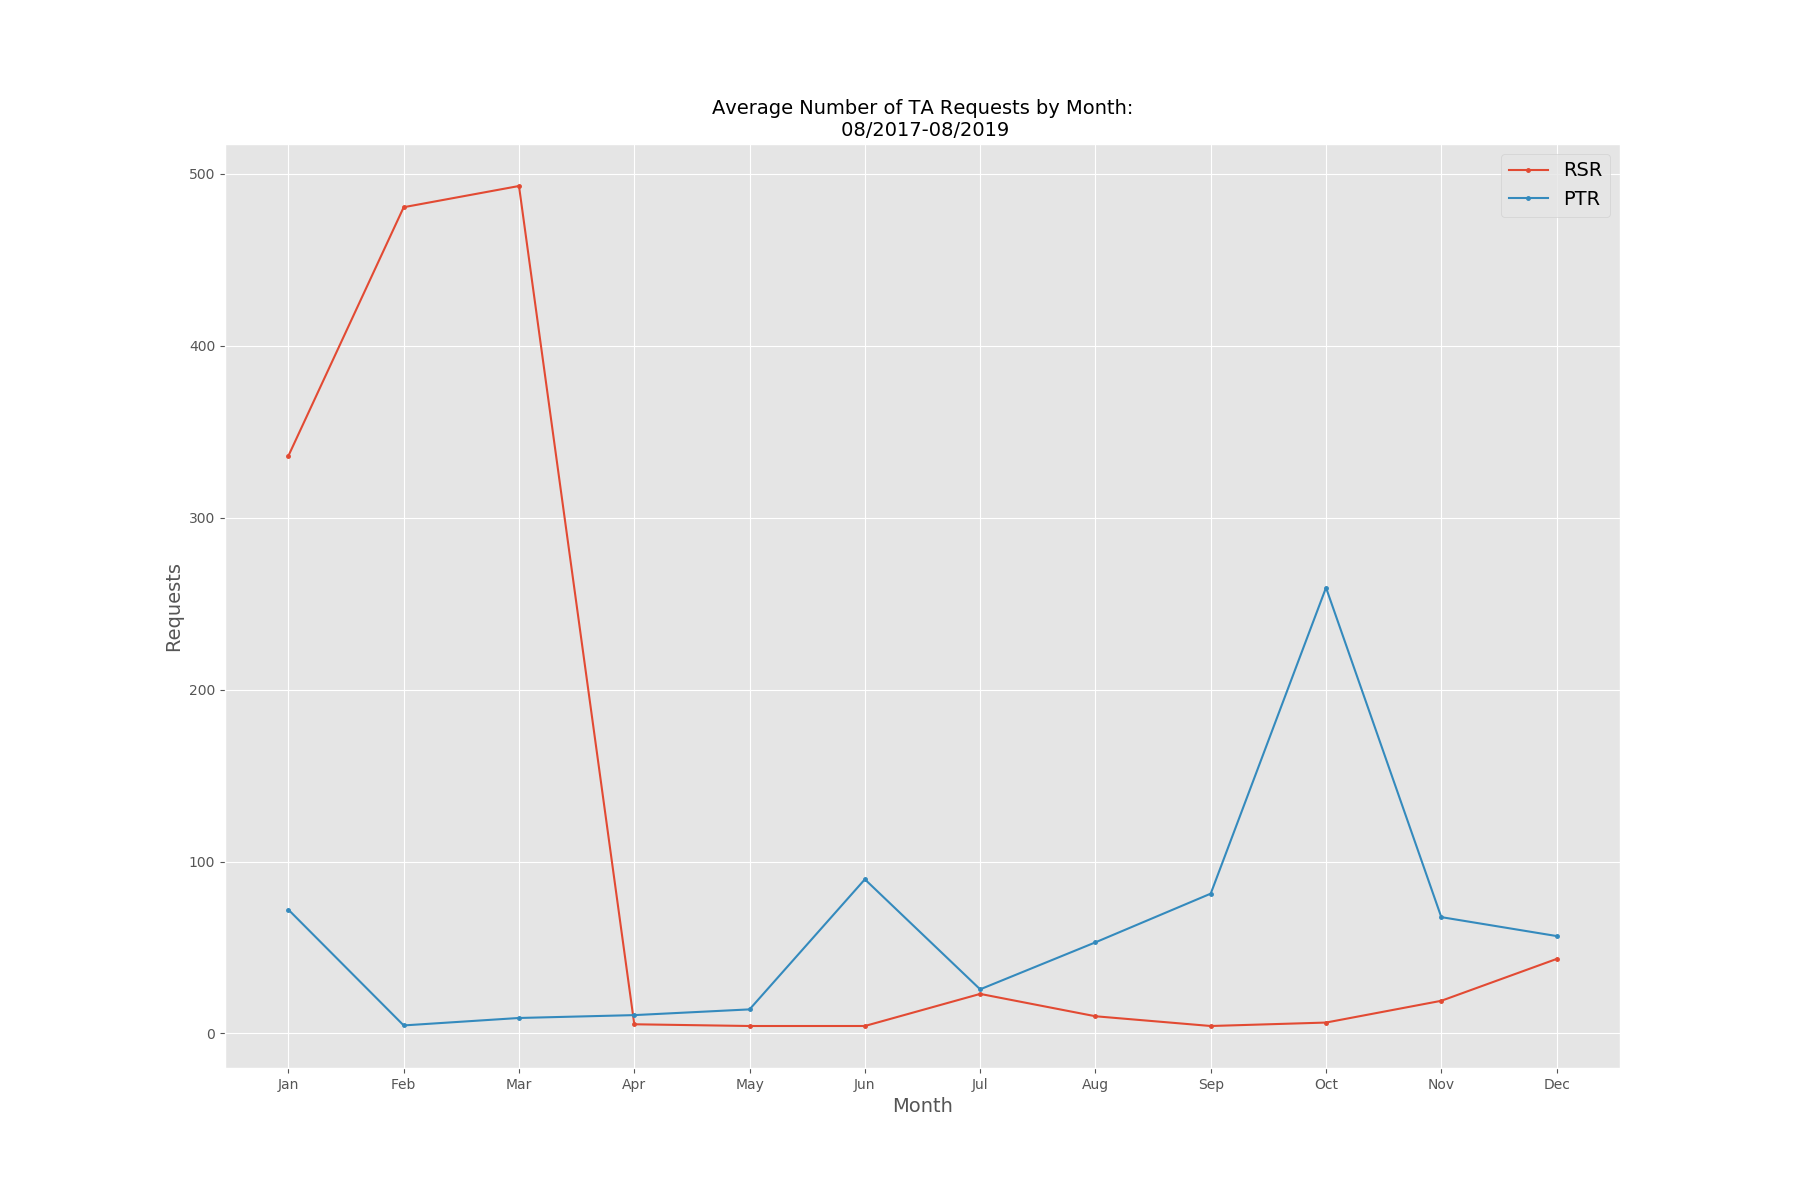 Average Number of TA Requests by Month:
08/2017-08/2019
RSR
PTR
500
400
300
200
100
0
Requests
Jan Feb Mar Apr May Jun Jul Aug Sep Oct Nov Dec
Month